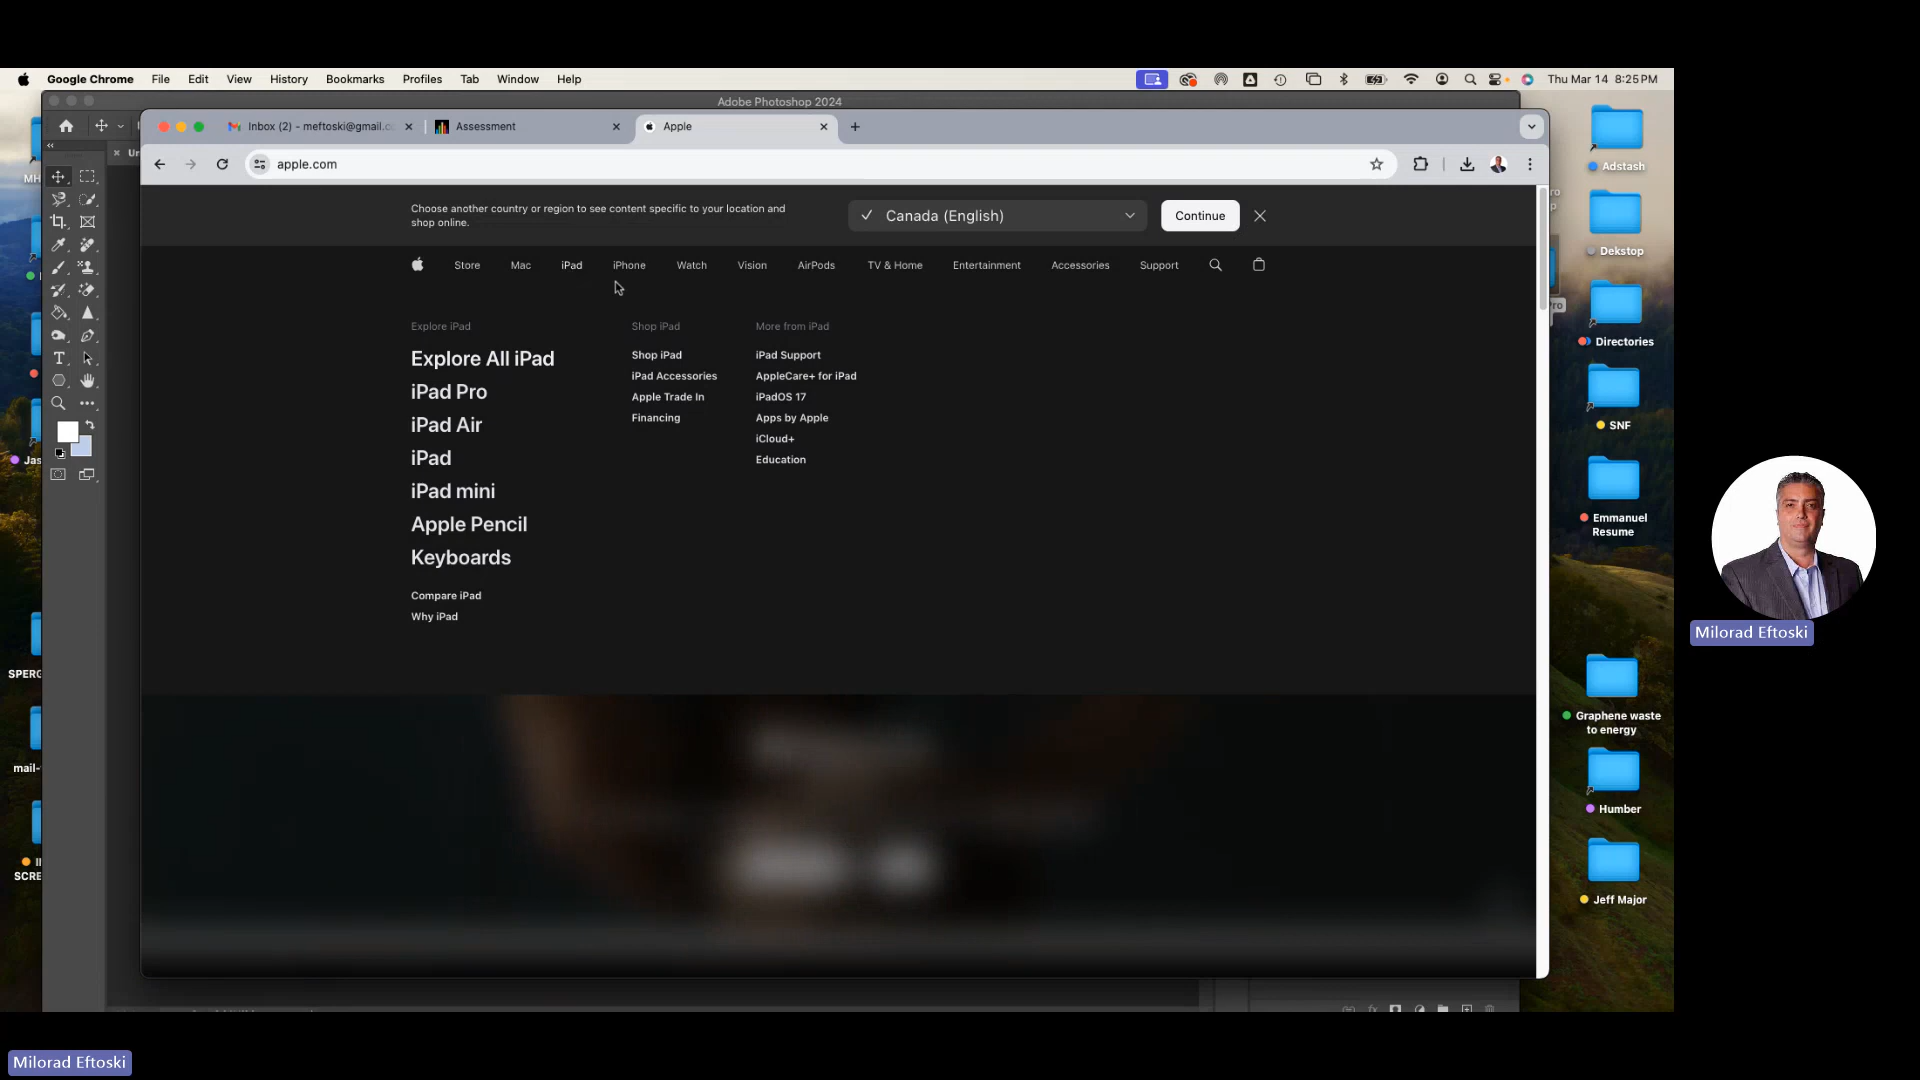 Google Chrome File Edit View History Bookmarks Profiles Tab Window Help
Thu Mar 14 8:25 PM
Adobe Photoshop 2024
Inbox (2) - meftoski@gmail.c
Assessment
Apple
apple.com
Choose another country or region to see content specific to your location and
shop online.
Canada (English)
Continue
Store Mac iPad iPhone Watch Vision AirPods TV & Home Entertainment Accessories Support
Explore iPad
Explore All iPad
iPad Pro
iPad Air
iPad
iPad mini
Apple Pencil
Keyboards
Compare iPad
Why iPad
Shop iPad
Shop iPad
iPad Accessories
Apple Trade In
Financing
More from iPad
iPad Support
AppleCare+ for iPad
iPadOS 17
Apps by Apple
iCloud+
Education
Adstash
Dekstop
Directories
SNF
Emmanuel
Resume
Graphene waste
to energy
Humber
Jeff Major
MH
Jas
SPERG
mail-
SCRE
Milorad Eftoski
Milorad Eftoski